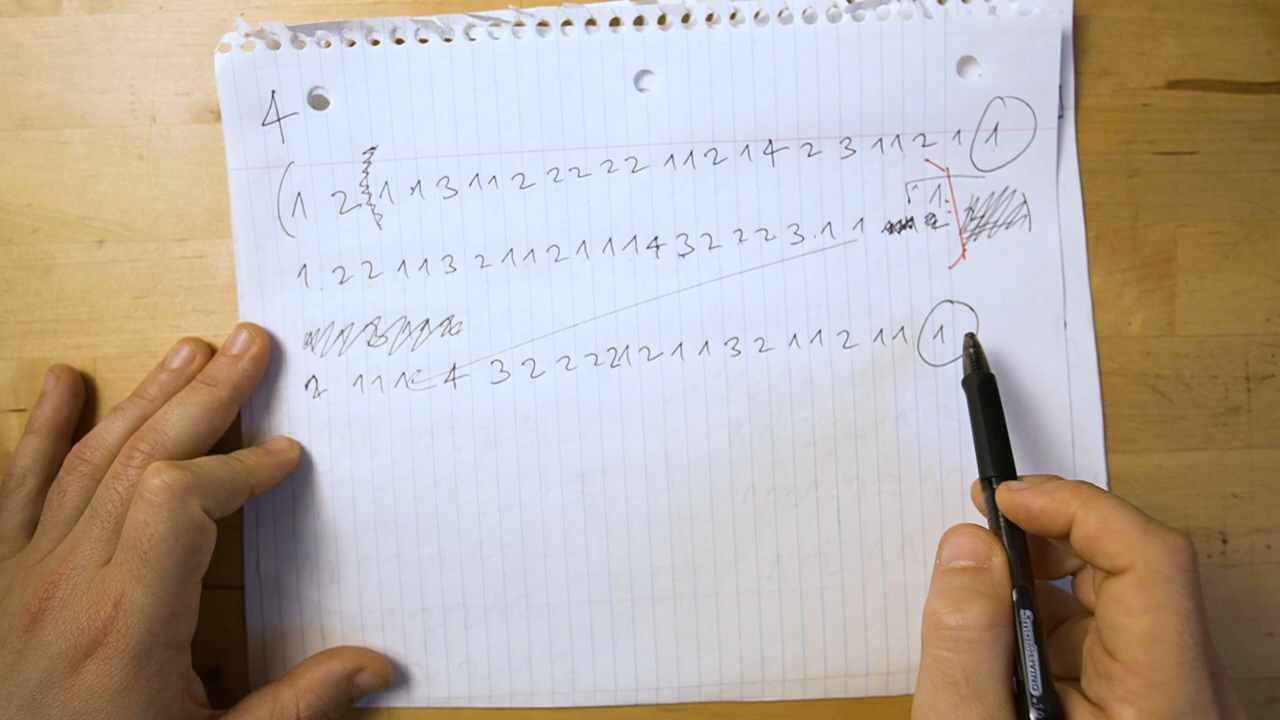 4
(1 2 1 1 3 1 1 2 2 2 2 2 1 1 2 1 4 2 3 1 1 2 1 1
1
1. 2 2 1 1 3 2 1 1 2 1 1 1 4 3 2 2 2 3 . 1 1
2 1 1 1 4 3 2 2 2 2 1 2 1 1 3 2 1 1 2 1 1 1